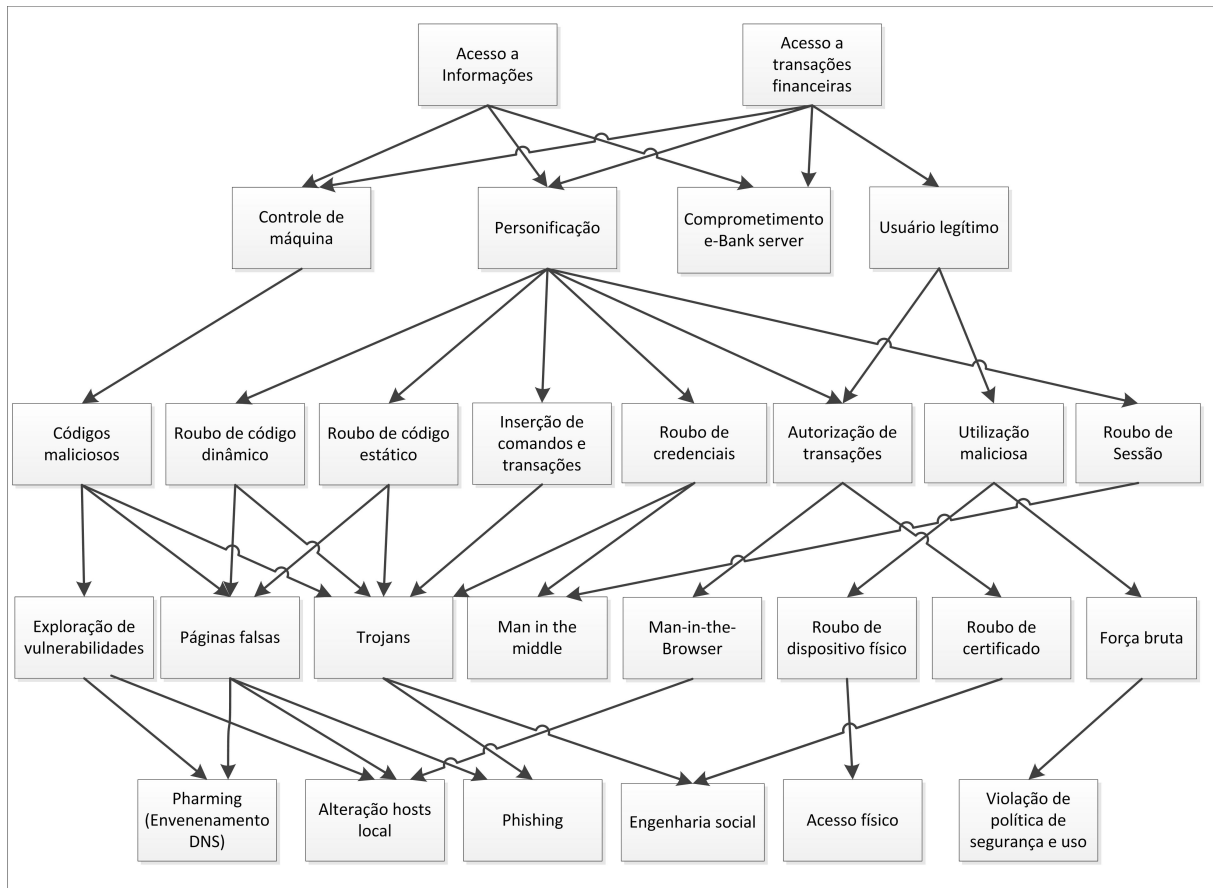 Acesso a
Informações
Acesso a
transações
financeiras
Controle de
máquina
Personificação
Comprometimento
e-Bank server
Usuário legítimo
Códigos
maliciosos
Roubo de código
dinâmico
Roubo de código
estático
Inserção de
comandos e
transações
Roubo de
credenciais
Autorização de
transações
Utilização
maliciosa
Roubo de
Sessão
Exploração de
vulnerabilidades
Páginas falsas
Trojans
Man in the
middle
Man-in-the-
Browser
Roubo de
dispositivo físico
Roubo de
certificado
Força bruta
Pharming
(Envenenamento
DNS)
Alteração hosts
local
Phishing
Engenharia social
Acesso físico
Violação de
política de
segurança e uso